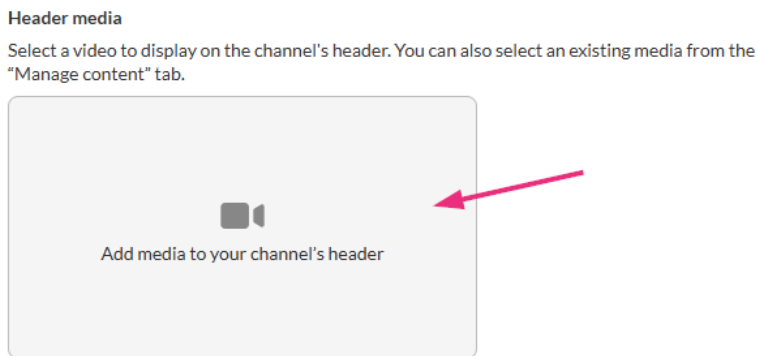 Header media
Select a video to display on the channel's header. You can also select an existing media from the
“Manage content” tab.
Add media to your channel’s header